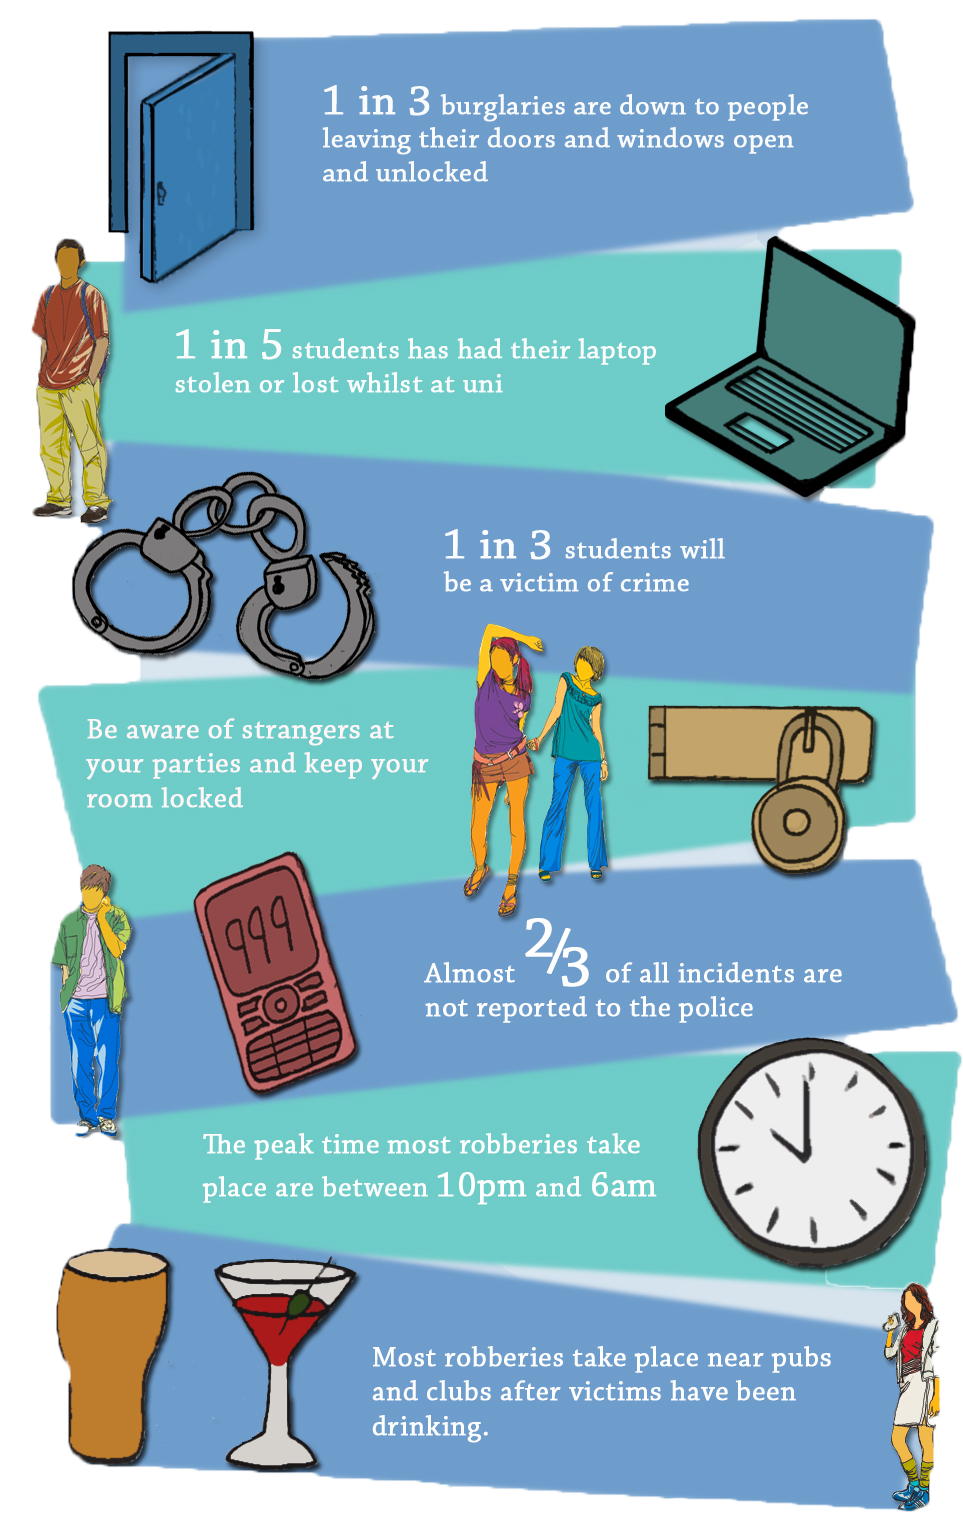 1 in 3 burglaries are down to people
leaving their doors and windows open
and unlocked
1 in 5 students has had their laptop
stolen or lost whilst at uni
1 in 3 students will
be a victim of crime
Be aware of strangers at
your parties and keep your
room locked
999
Almost 2/3 of all incidents are
not reported to the police
The peak time most robberies take
place are between 10pm and 6am
Most robberies take place near pubs
and clubs after victims have been
drinking.